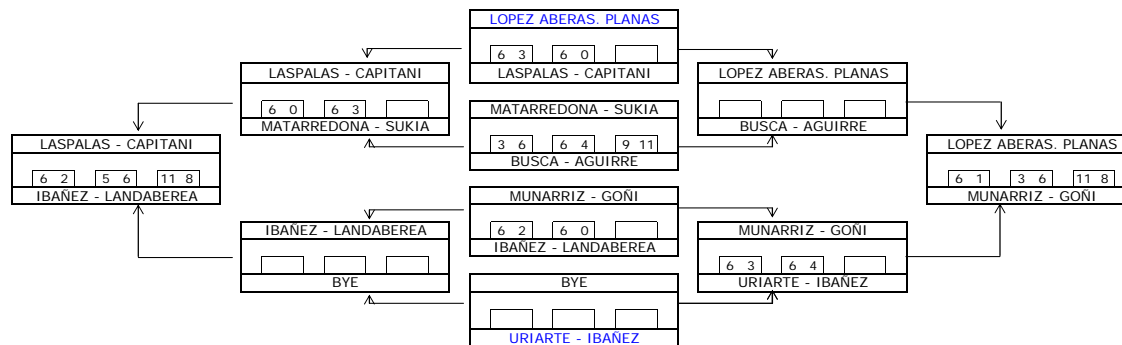 LOPEZ ABERAS. PLANAS
6 3 6 0
LASPALAS - CAPITANI
LASPALAS - CAPITANI
6 0 6 3
MATARREDONA - SUKIA
LOPEZ ABERAS. PLANAS
BUSCA - AGUIRRE
MATARREDONA - SUKIA
3 6 6 4 9 11
BUSCA - AGUIRRE
LASPALAS - CAPITANI
6 2 5 6 11 8
IBAÑEZ - LANDABEREA
LOPEZ ABERAS. PLANAS
6 1 3 6 11 8
MUNARRIZ - GOÑI
MUNARRIZ - GOÑI
6 2 6 0
IBAÑEZ - LANDABEREA
IBAÑEZ - LANDABEREA
BYE
MUNARRIZ - GOÑI
6 3 6 4
URIARTE - IBAÑEZ
BYE
URIARTE - IBAÑEZ